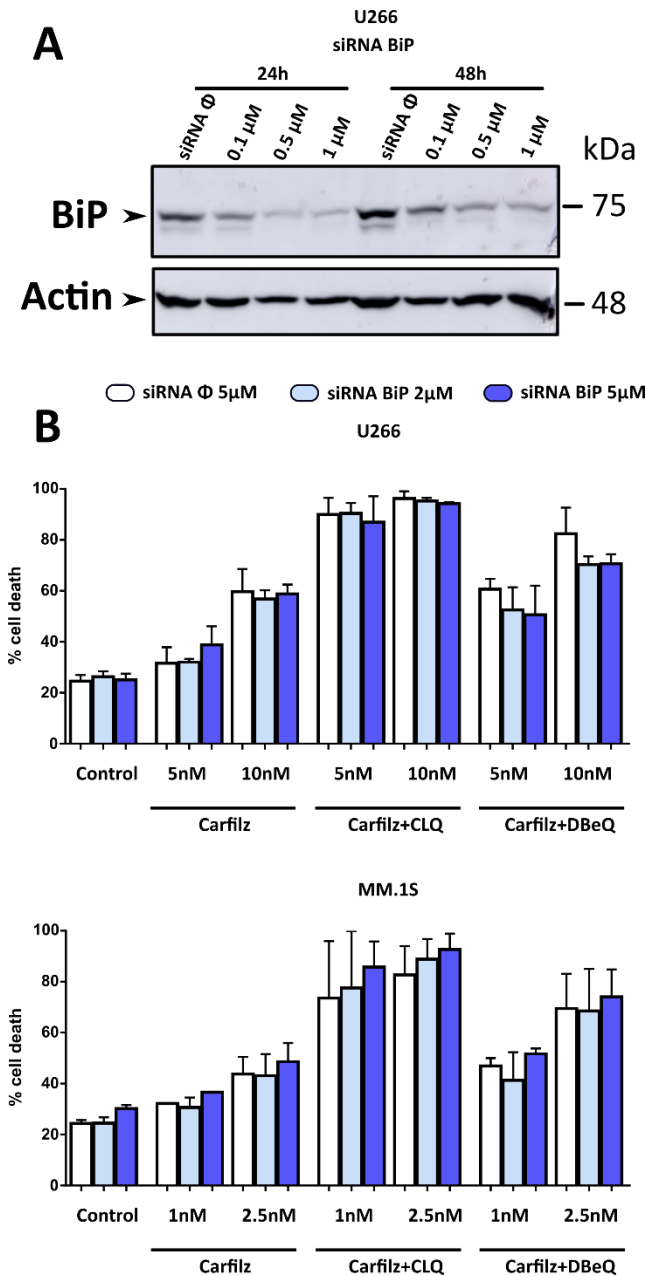 U266
A
siRNA BiP
24h 48h
siRNA Φ 0.1 µM 0.5 µM 1 µM siRNA Φ 0.1 µM 0.5 µM 1 µM kDa
BiP 75
Actin 48
siRNA Φ 5µM siRNA BiP 2µM siRNA BiP 5µM
B
U266
% cell death
100
80
60
40
20
0
Control 5nM 10nM 5nM 10nM 5nM 10nM
Carfilz Carfilz+CLQ Carfilz+DBeQ
MM.1S
% cell death
100
80
60
40
20
0
Control 1nM 2.5nM 1nM 2.5nM 1nM 2.5nM
Carfilz Carfilz+CLQ Carfilz+DBeQ